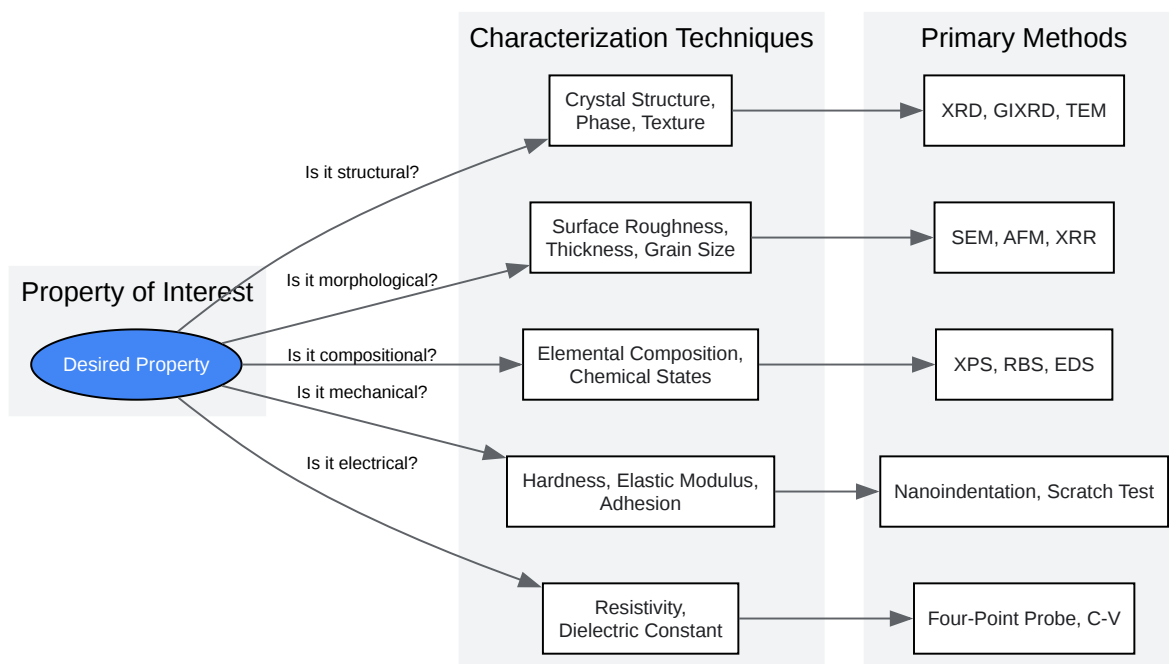 Characterization Techniques
Primary Methods
Crystal Structure,
Phase, Texture
XRD, GIXRD, TEM
Is it structural?
Surface Roughness,
Thickness, Grain Size
SEM, AFM, XRR
Property of Interest
Is it morphological?
Desired Property
Is it compositional?
Elemental Composition,
Chemical States
XPS, RBS, EDS
Is it mechanical?
Is it electrical?
Hardness, Elastic Modulus,
Adhesion
Nanoindentation, Scratch Test
Resistivity,
Dielectric Constant
Four-Point Probe, C-V